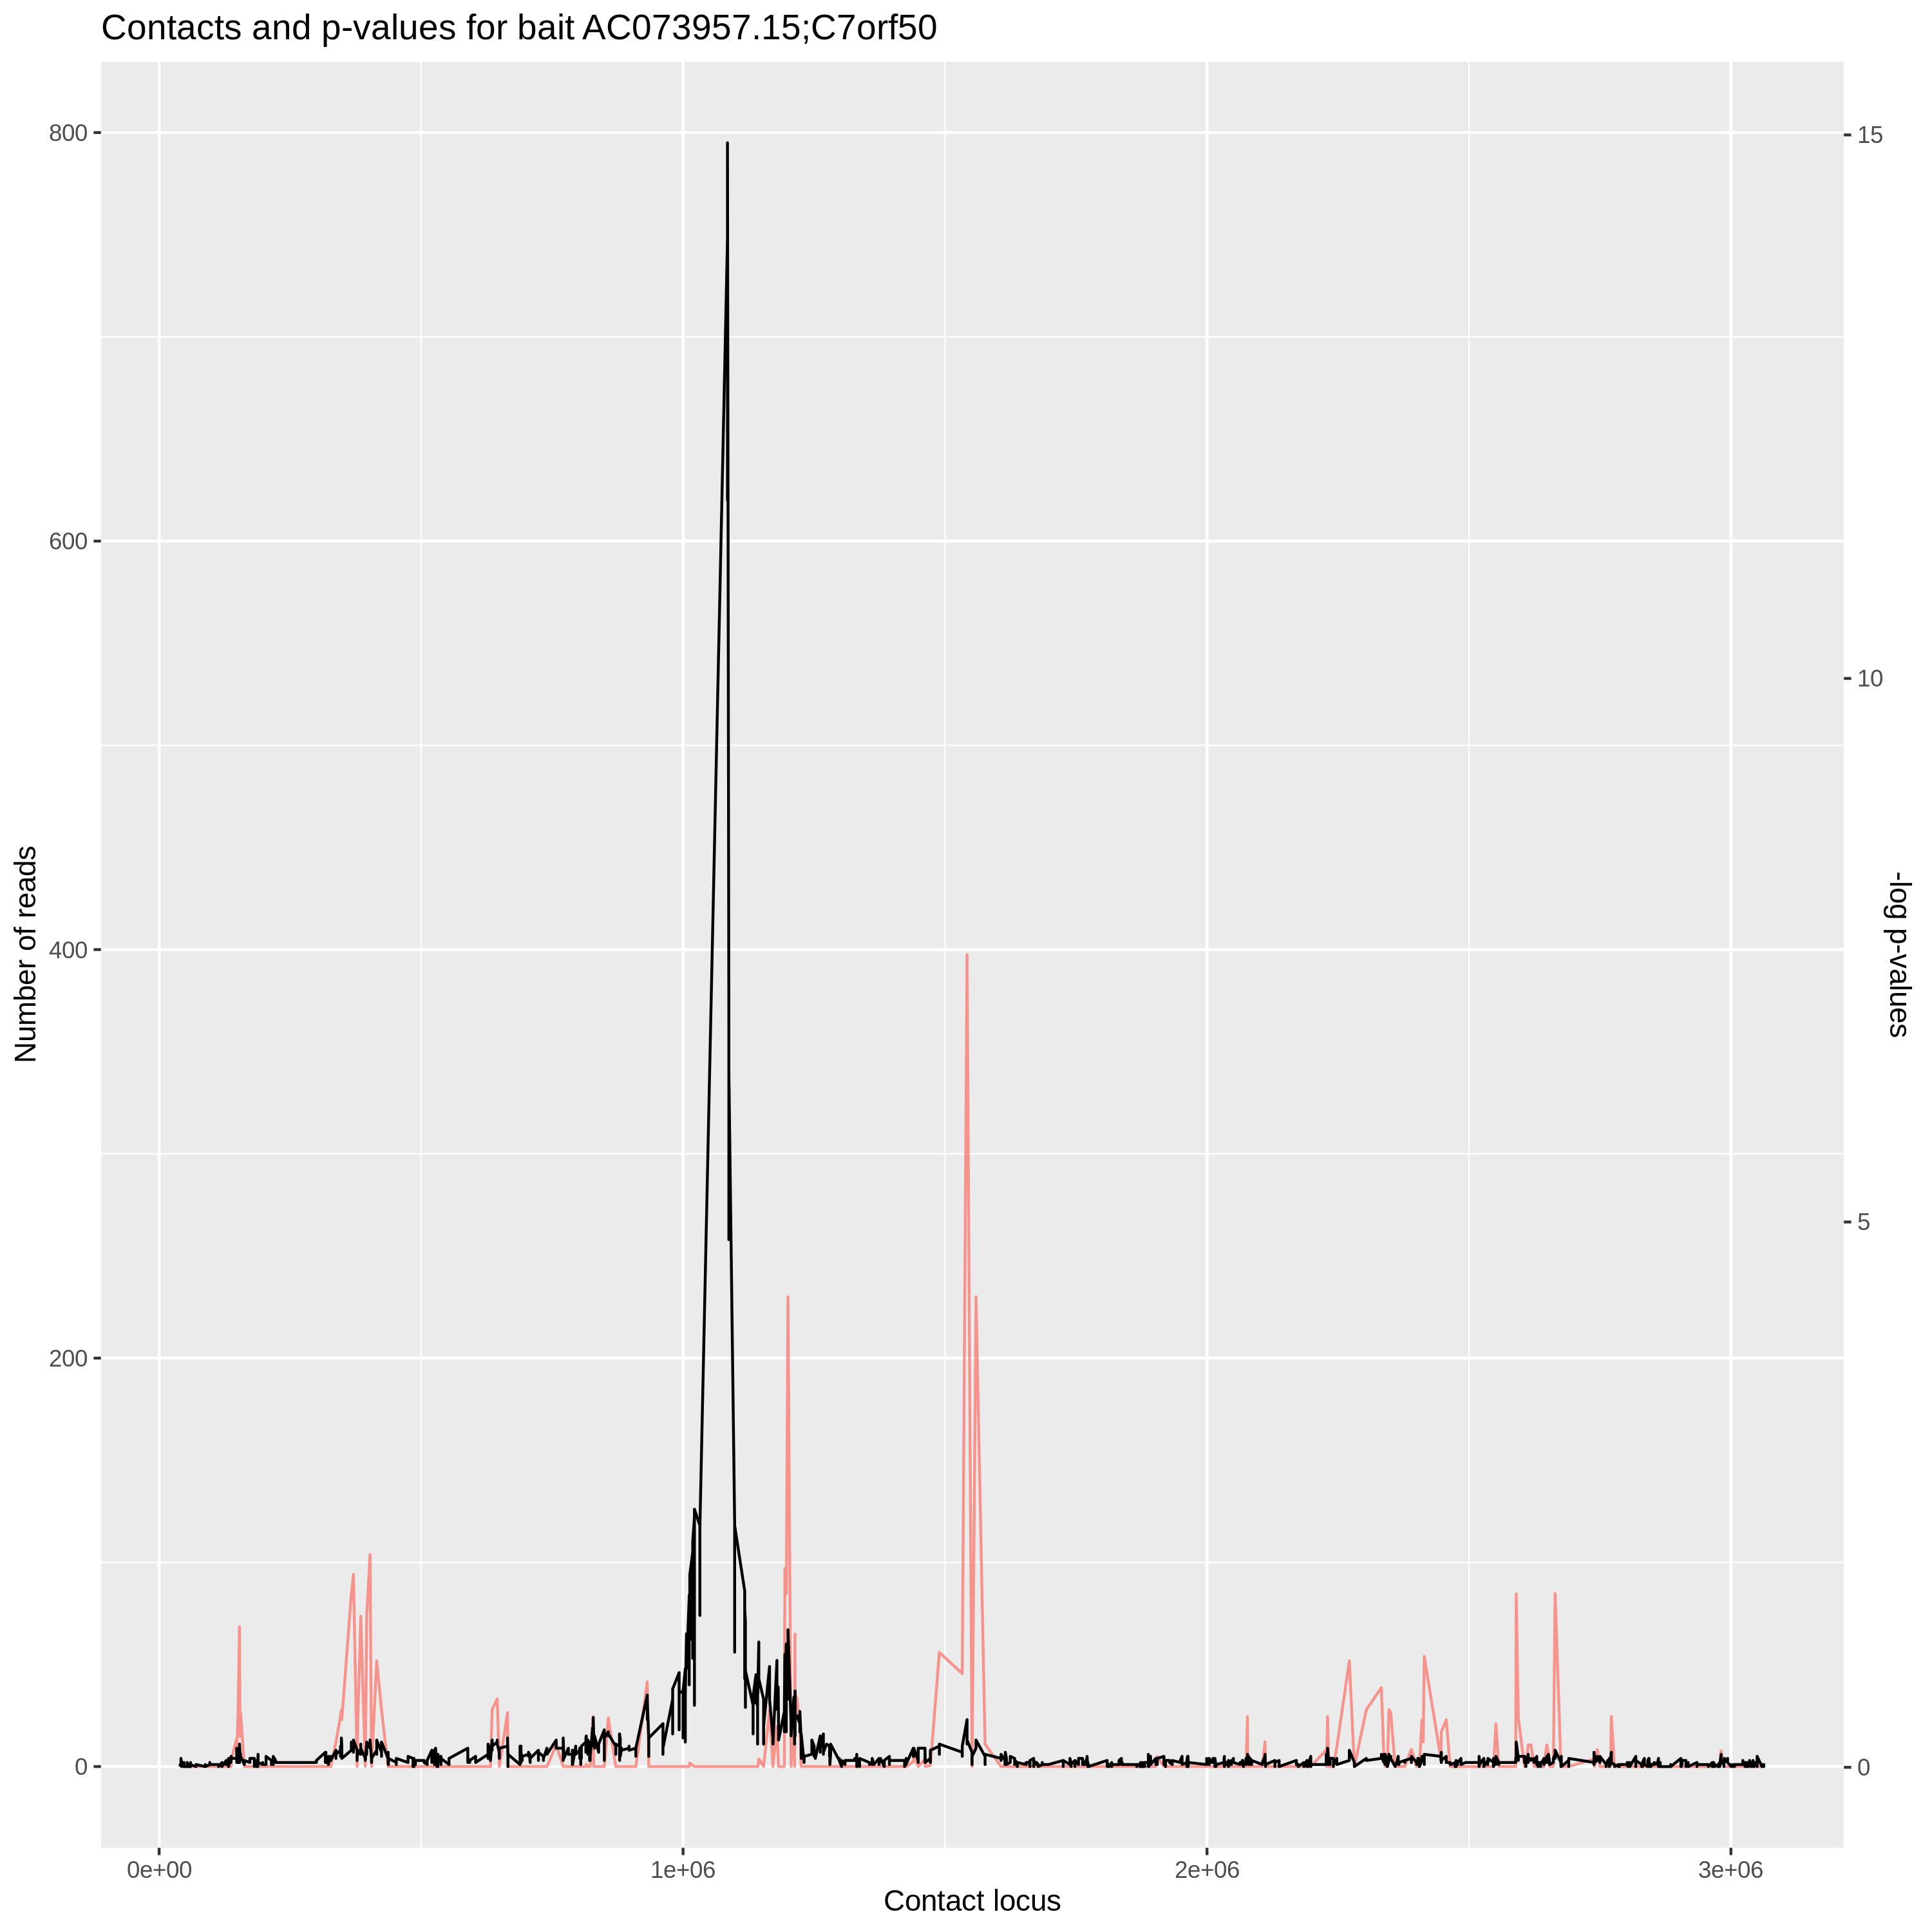 Contacts and p-values for bait AC073957.15;C7orf50
800
600
400
200
0
Number of reads
15
10
5
0
-log p-values
0e+00
1e+06
2e+06
3e+06
Contact locus